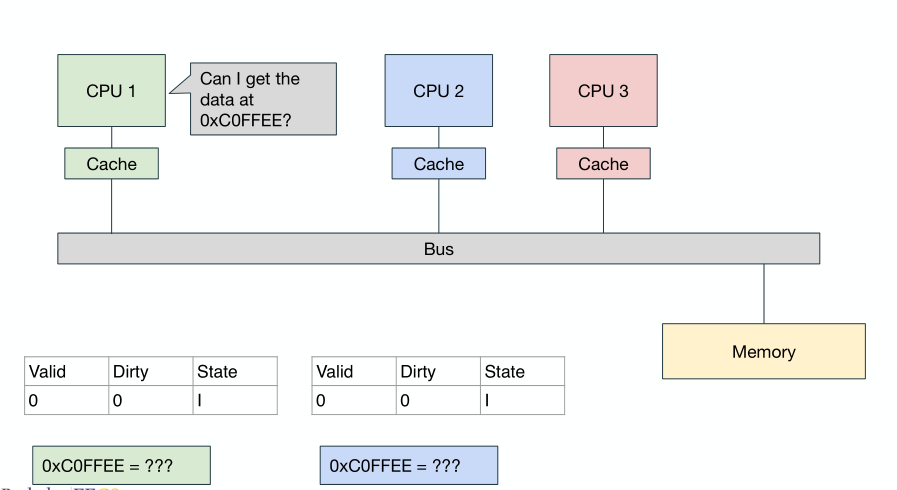 CPU 1
Can I get the
data at
0xC0FFEE?
CPU 2
CPU 3
Cache
Cache
Cache
Bus
Memory
Valid Dirty State
0 0 I
Valid Dirty State
0 0 I
0xC0FFEE = ???
0xC0FFEE = ???